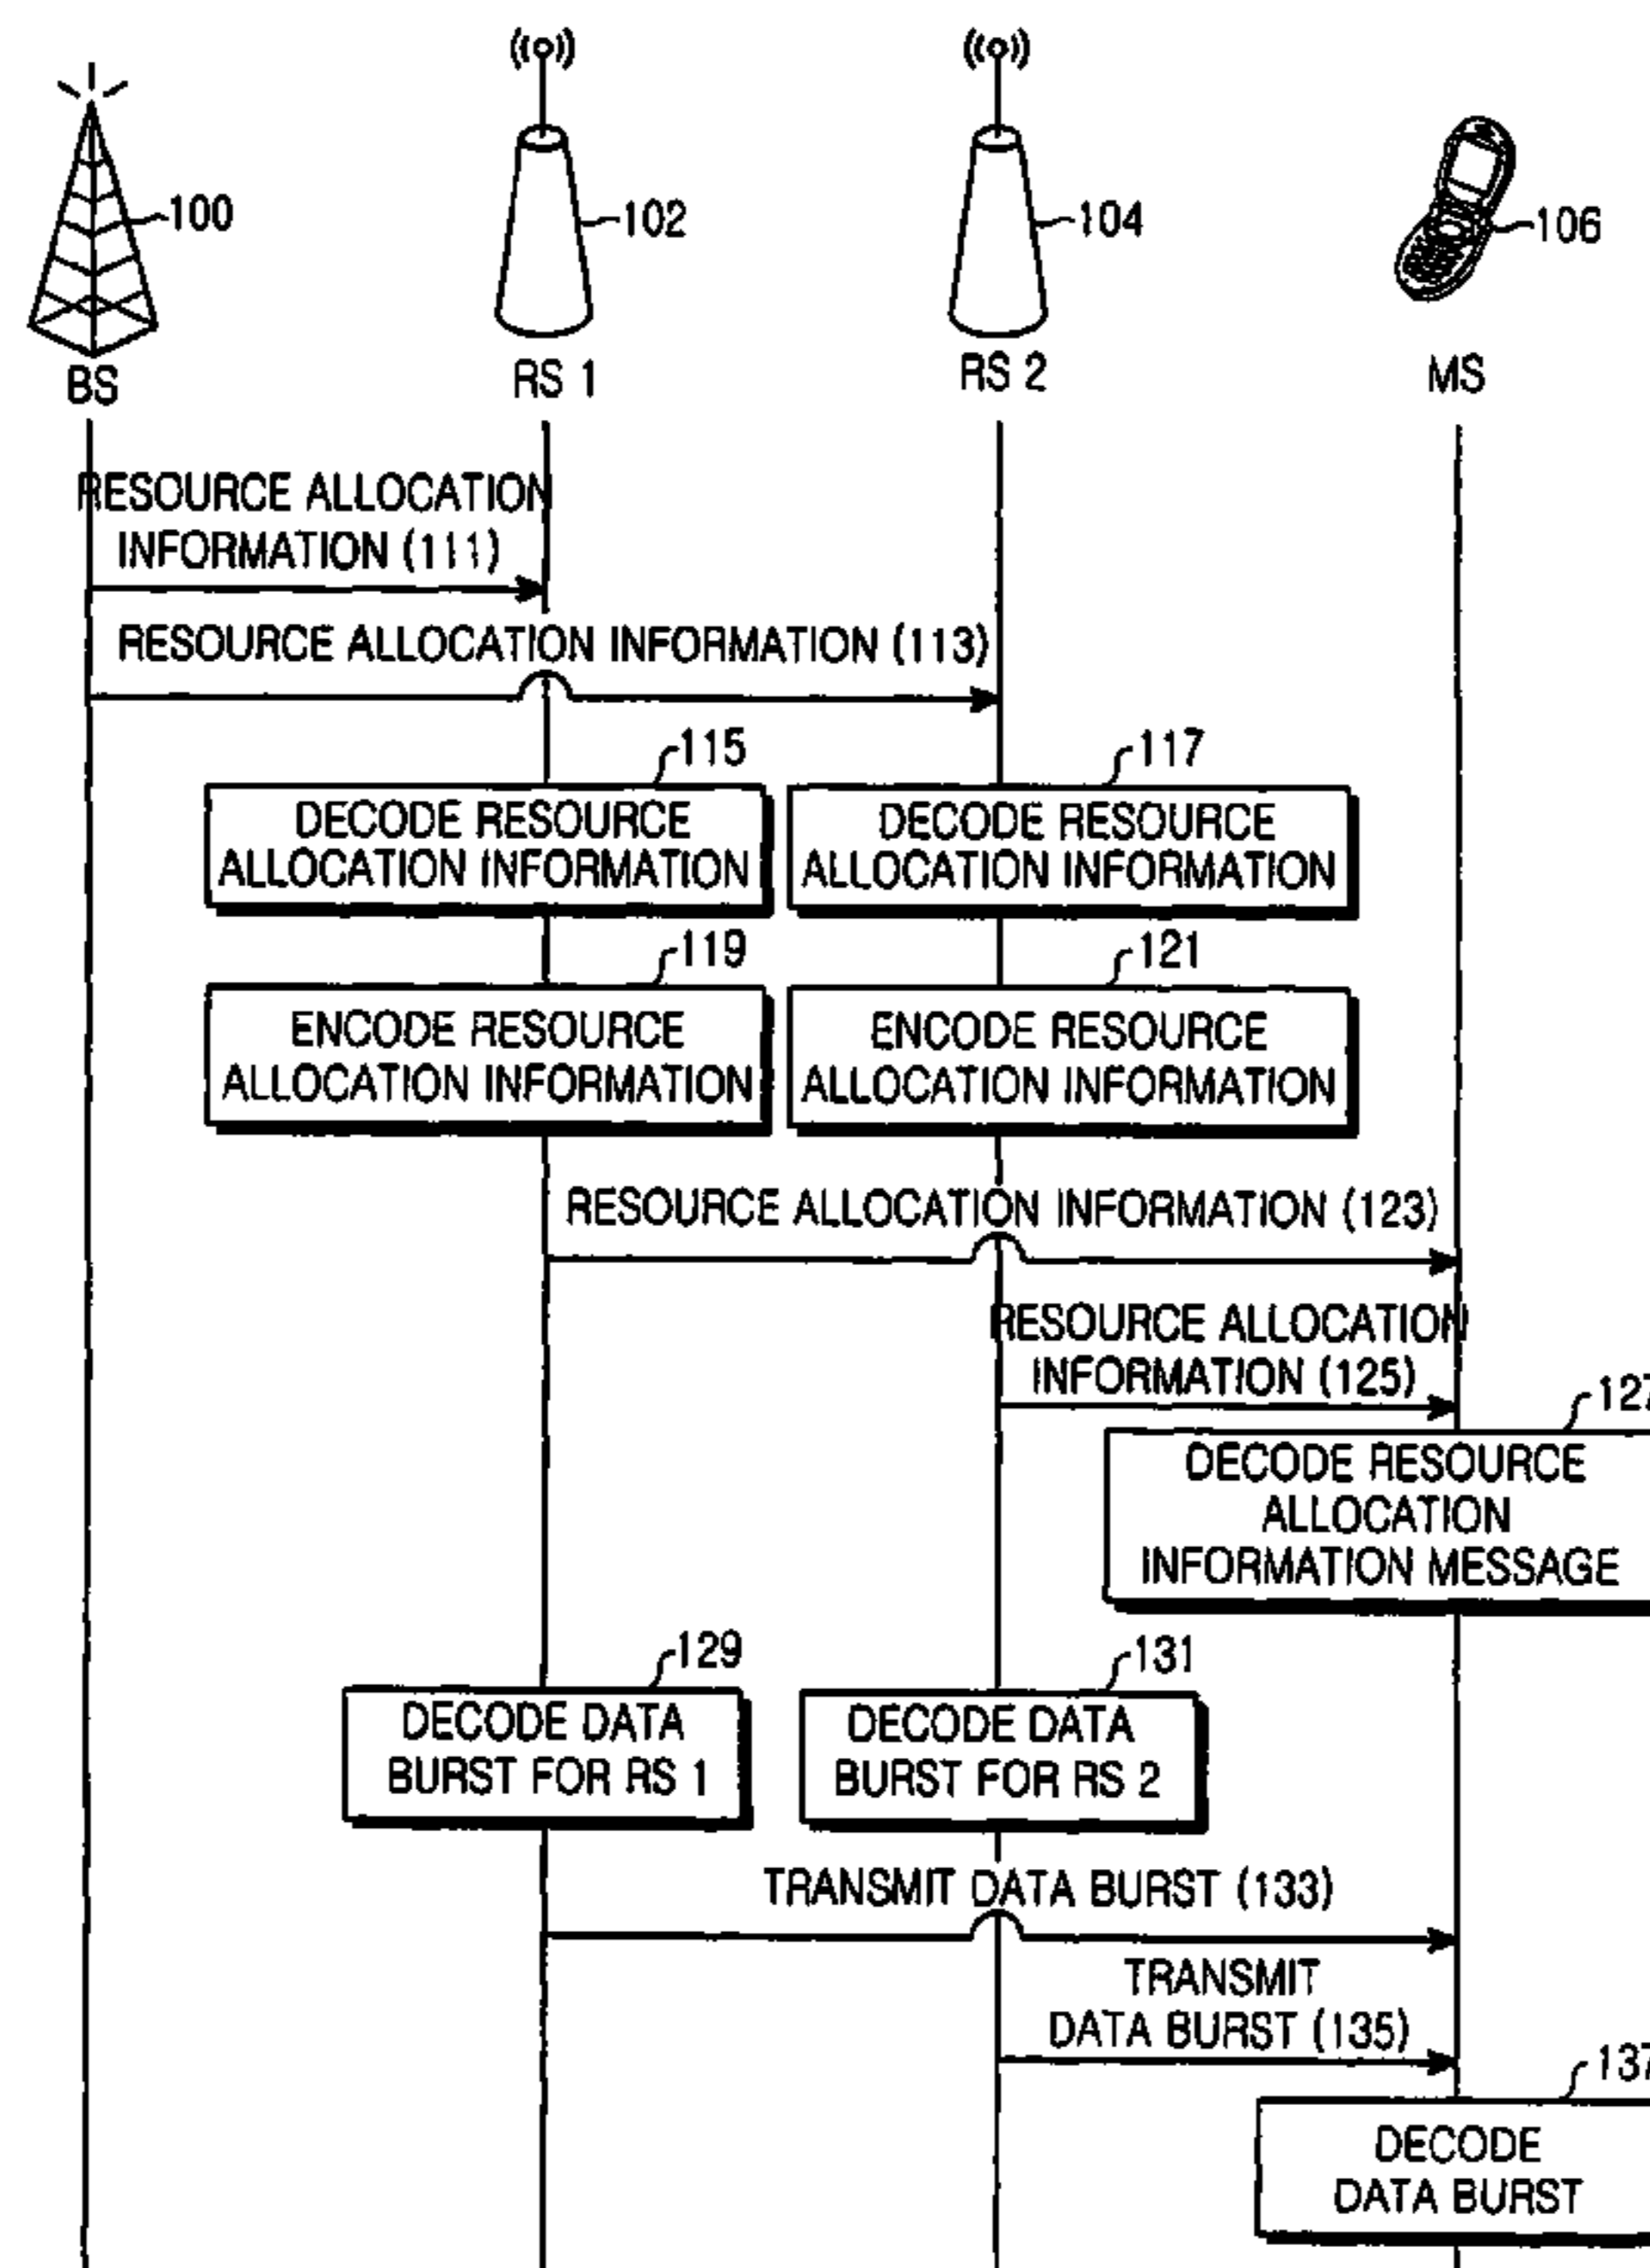 100
102
104
106
BS
RS 1
RS 2
MS
RESOURCE ALLOCATION
INFORMATION (111)
RESOURCE ALLOCATION INFORMATION (113)
115
117
DECODE RESOURCE
ALLOCATION INFORMATION
DECODE RESOURCE
ALLOCATION INFORMATION
119
121
ENCODE RESOURCE
ALLOCATION INFORMATION
ENCODE RESOURCE
ALLOCATION INFORMATION
RESOURCE ALLOCATION INFORMATION (123)
RESOURCE ALLOCATION
INFORMATION (125)
127
DECODE RESOURCE
ALLOCATION
INFORMATION MESSAGE
129
131
DECODE DATA
BURST FOR RS 1
DECODE DATA
BURST FOR RS 2
TRANSMIT DATA BURST (133)
TRANSMIT
DATA BURST (135)
137
DECODE
DATA BURST